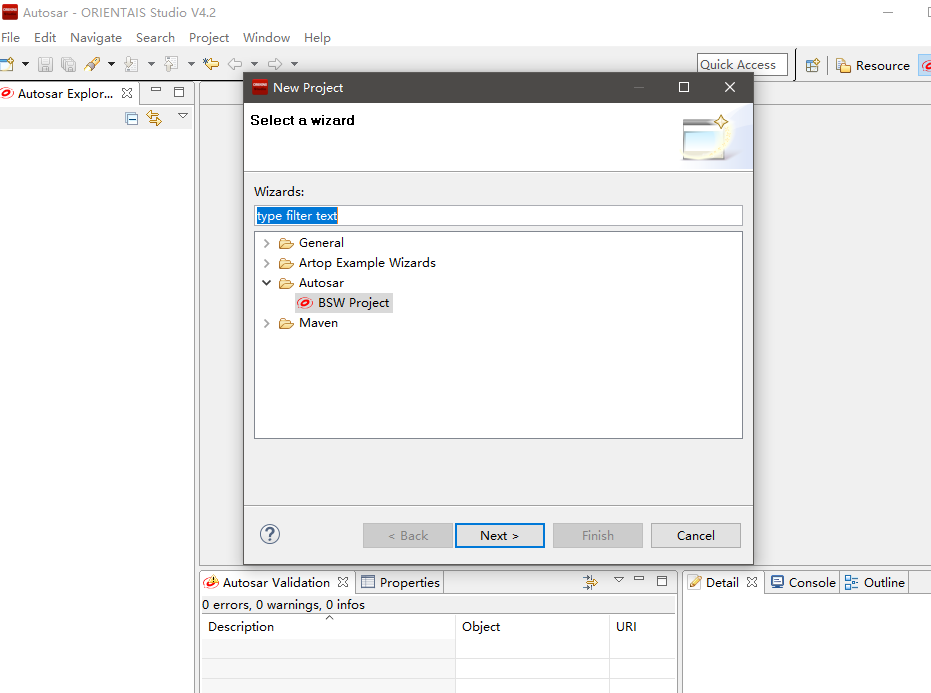 Autosar - ORIENTAIS Studio V4.2
File Edit Navigate Search Project Window Help
Quick Access
Resource
Autosar Explor...
New Project
Select a wizard
Wizards:
type filter text
General
Artop Example Wizards
Autosar
BSW Project
Maven
?
< Back Next > Finish Cancel
Autosar Validation Properties
Detail Console Outline
0 errors, 0 warnings, 0 infos
Description Object URI